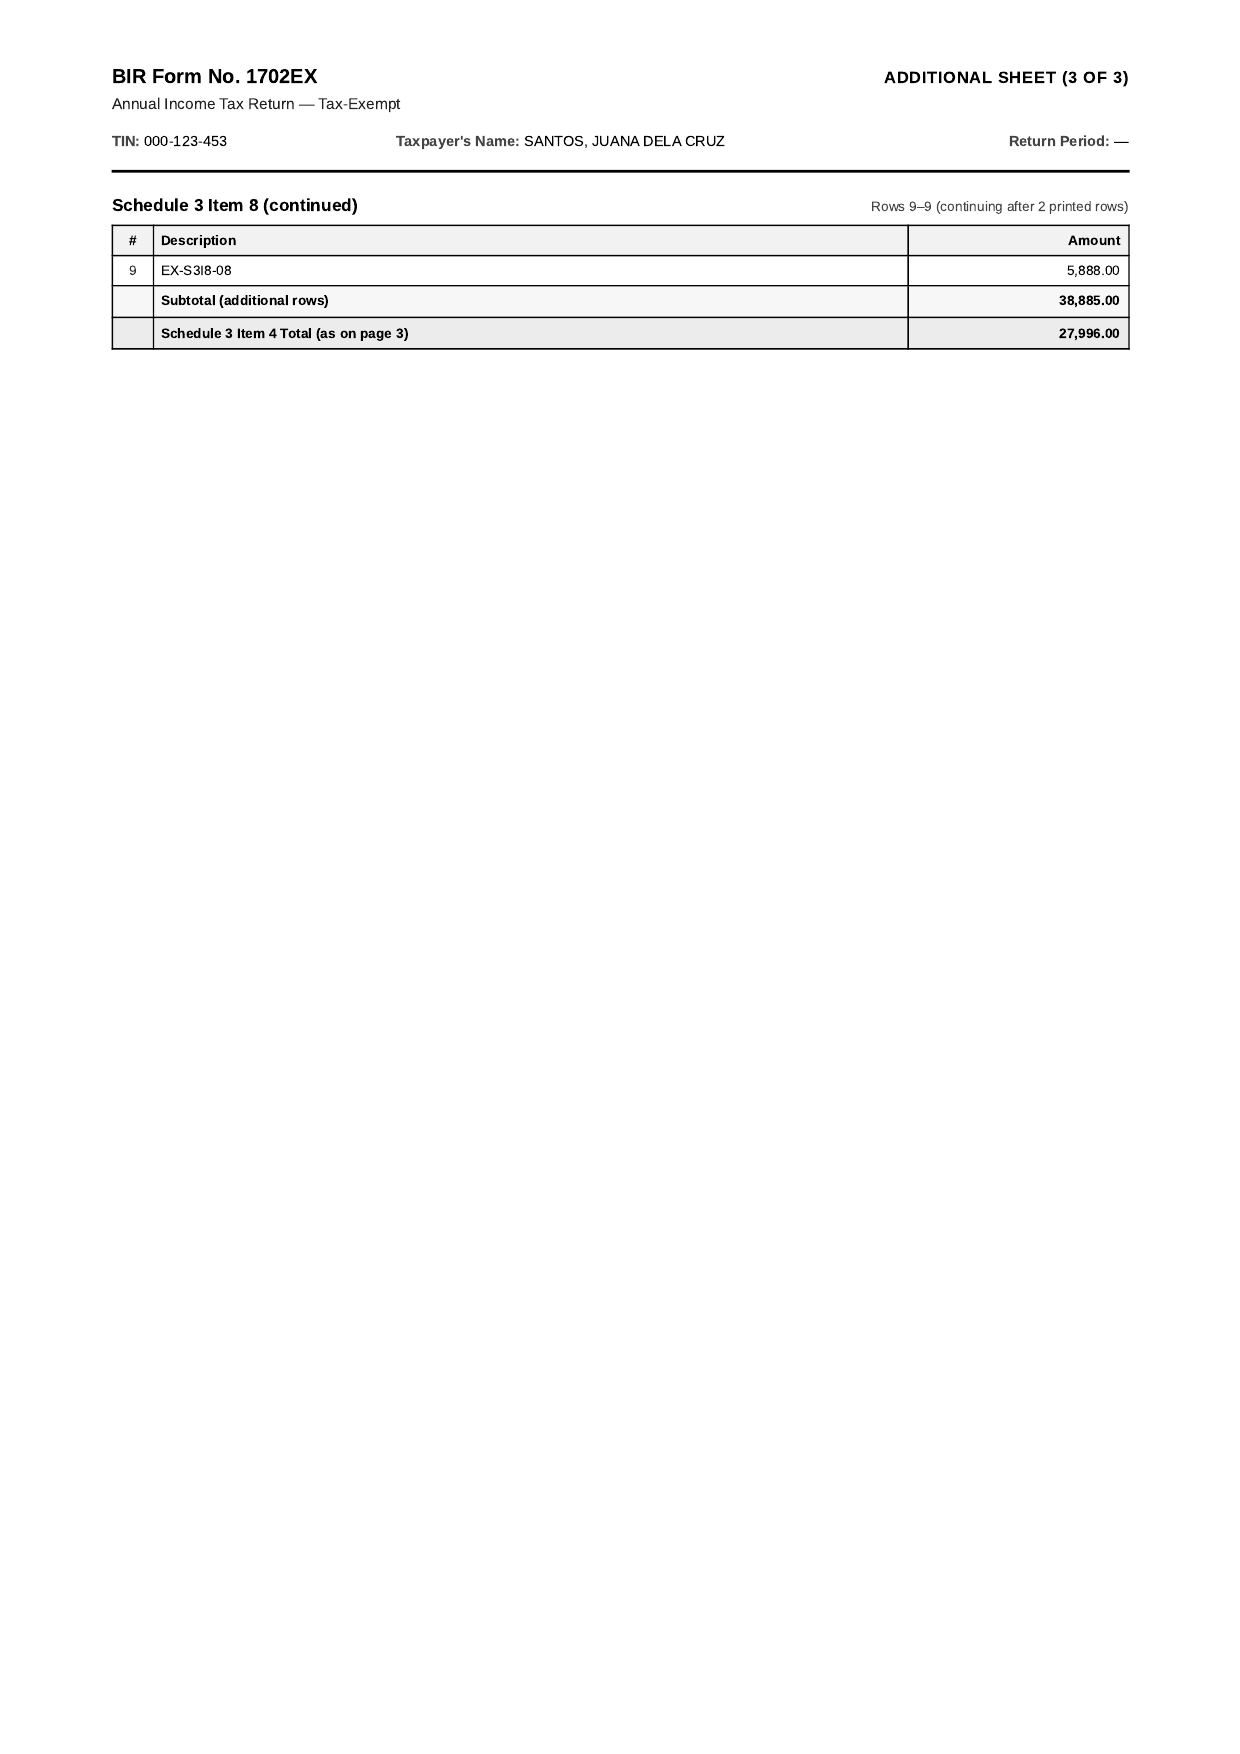 BIR Form No. 1702EX
ADDITIONAL SHEET (3 OF 3)
Annual Income Tax Return — Tax-Exempt
TIN: 000-123-453 Taxpayer's Name: SANTOS, JUANA DELA CRUZ Return Period: —
Schedule 3 Item 8 (continued) Rows 9–9 (continuing after 2 printed rows)
# Description Amount
9 EX-S3I8-08 5,888.00
Subtotal (additional rows) 38,885.00
Schedule 3 Item 4 Total (as on page 3) 27,996.00